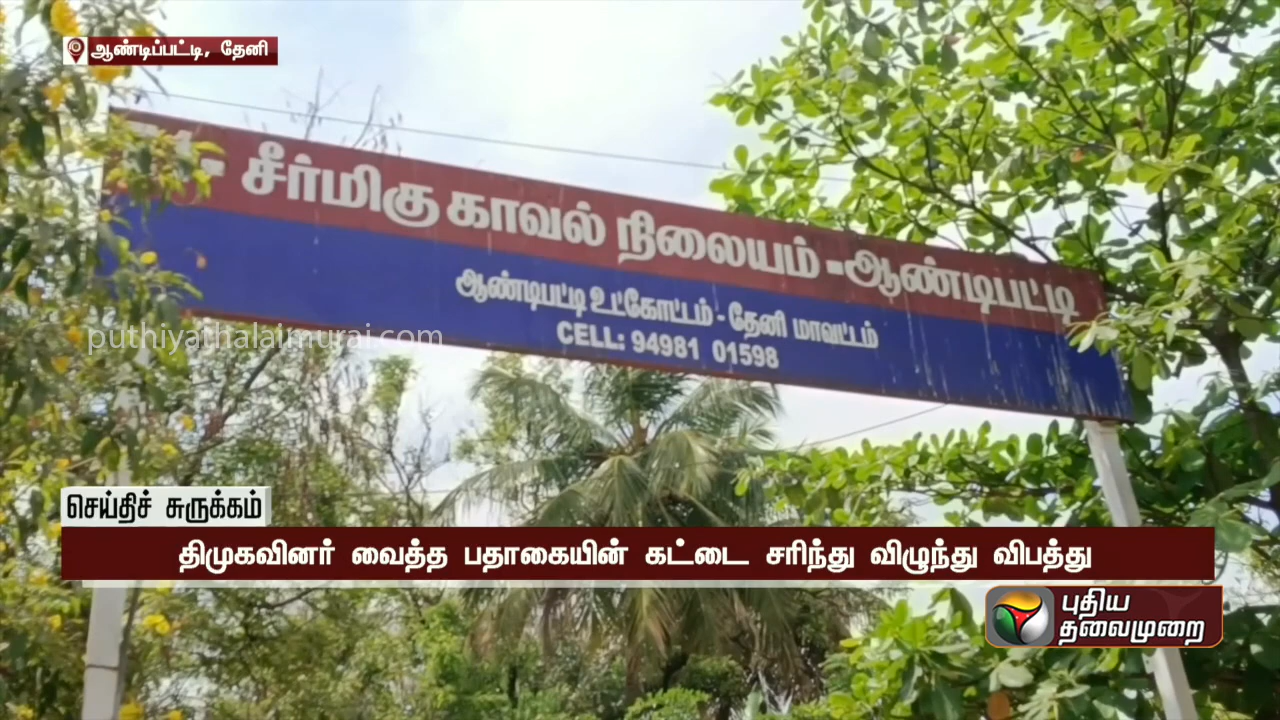 ஆண்டிப்பட்டி, தேனி
சீர்மிகு காவல் நிலையம் - ஆண்டிபட்டி
ஆண்டிபட்டி உட்கோட்டம் - தேனி மாவட்டம்
CELL: 94981 01598
puthiyathalaimurai.com
செய்திச் சுருக்கம்
திமுகவினர் வைத்த பதாகையின் கட்டை சரிந்து விழுந்து விபத்து
புதிய
தலைமுறை